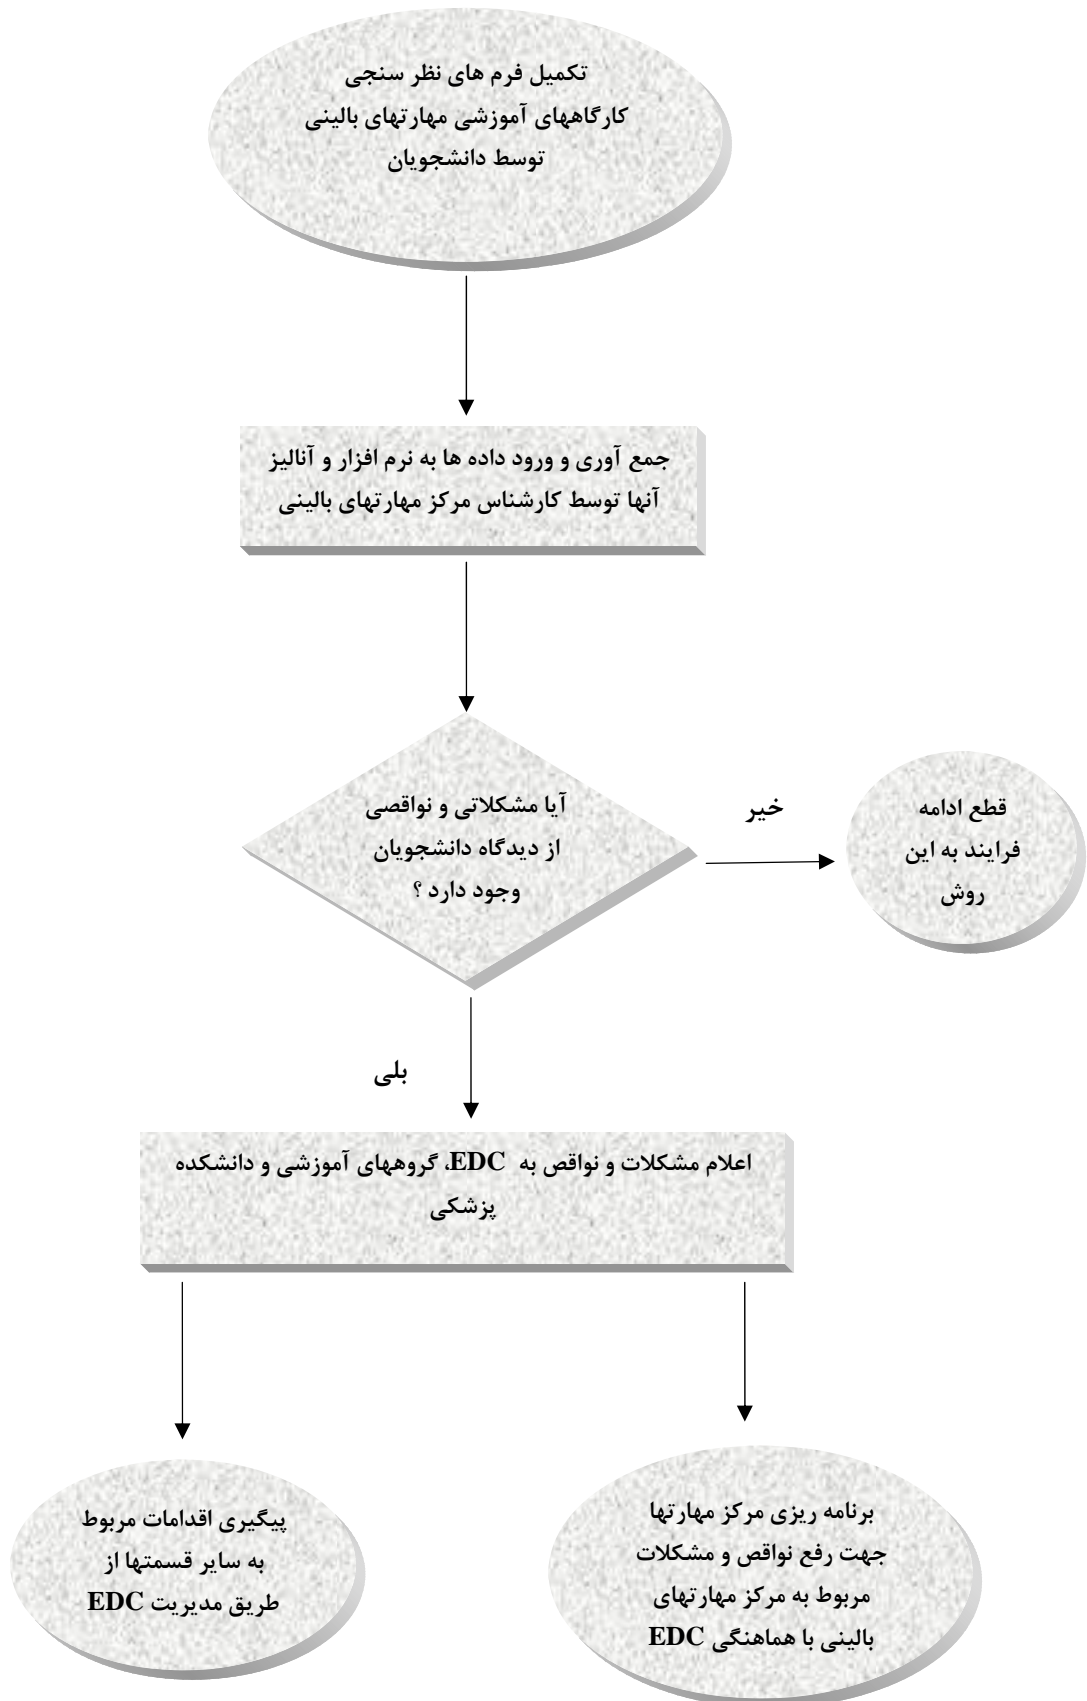 تکمیل فرم های نظر سنجی
کارگاههای آموزشی مهارتهای بالینی
توسط دانشجویان
جمع آوری و ورود داده ها به نرم افزار و آنالیز
آنها توسط کارشناس مرکز مهارتهای بالینی
آیا مشکلاتی و نواقصی
از دیدگاه دانشجویان
وجود دارد ؟
خیر
قطع ادامه
فرایند به این
روش
بلی
اعلام مشکلات و نواقص به EDC، گروههای آموزشی و دانشکده
پزشکی
برنامه ریزی مرکز مهارتها
جهت رفع نواقص و مشکلات
مربوط به مرکز مهارتهای
بالینی با هماهنگی EDC
پیگیری اقدامات مربوط
به سایر قسمتها از
طریق مدیریت EDC